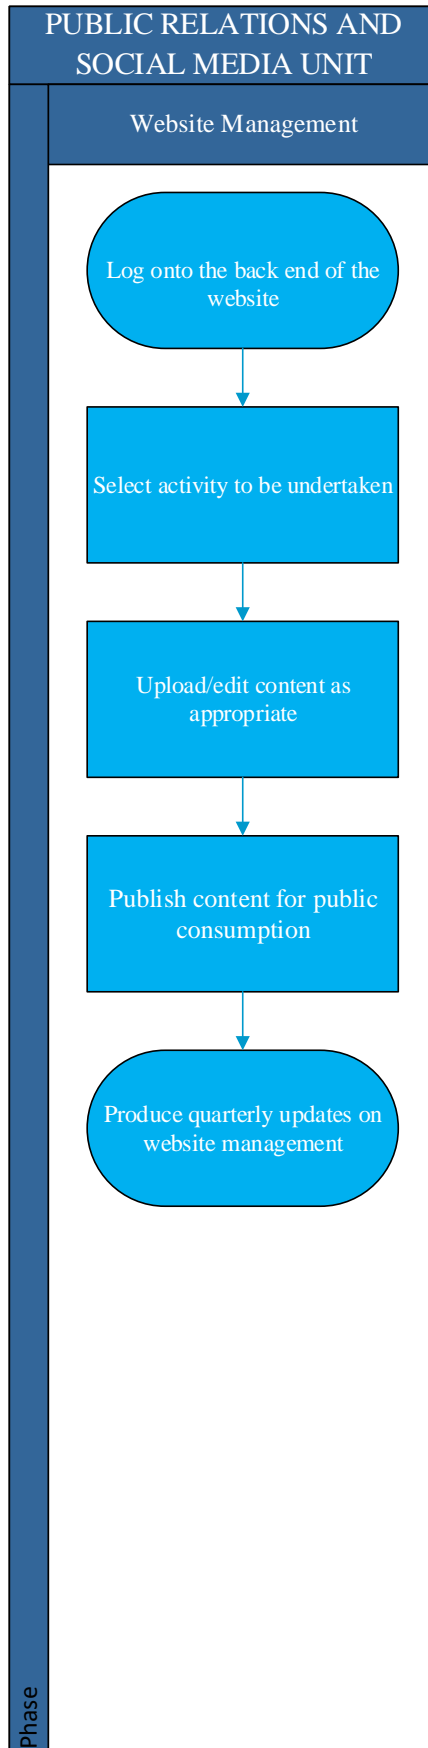 PUBLIC RELATIONS AND
SOCIAL MEDIA UNIT
Website Management
Log onto the back end of the
website
Select activity to be undertaken
Upload/edit content as
appropriate
Publish content for public
consumption
Produce quarterly updates on
website management
Phase